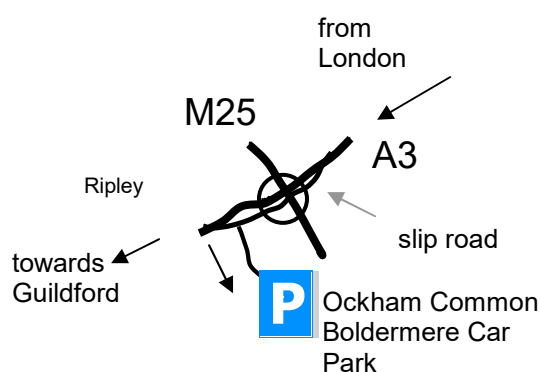 from
London
M25
A3
Ripley
slip road
towards
Guildford
P
Ockham Common
Boldermere Car
Park